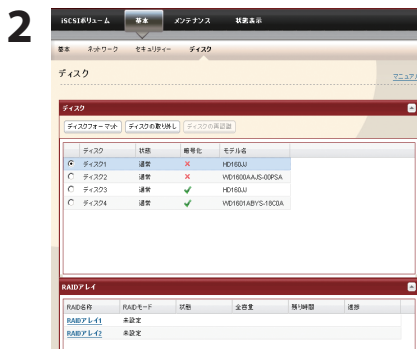 2
iSCSIボリューム 基本 メンテナンス 状態表示
基本 ネットワーク セキュリティー ディスク
ディスク
マニュアル
ディスク
ディスクフォーマット ディスクの取り外し ディスクの再認識
ディスク 状態 暗号化 モデル名
ディスク1 通常 HD160JJ
ディスク2 通常 WD1600AAJS-00PSA
ディスク3 通常 HD160JJ
ディスク4 通常 WD1601ABYS-18C0A
RAIDアレイ
RAID名称 RAIDモード 状態 全容量 残り時間 進捗
RAIDアレイ1 未設定
RAIDアレイ2 未設定